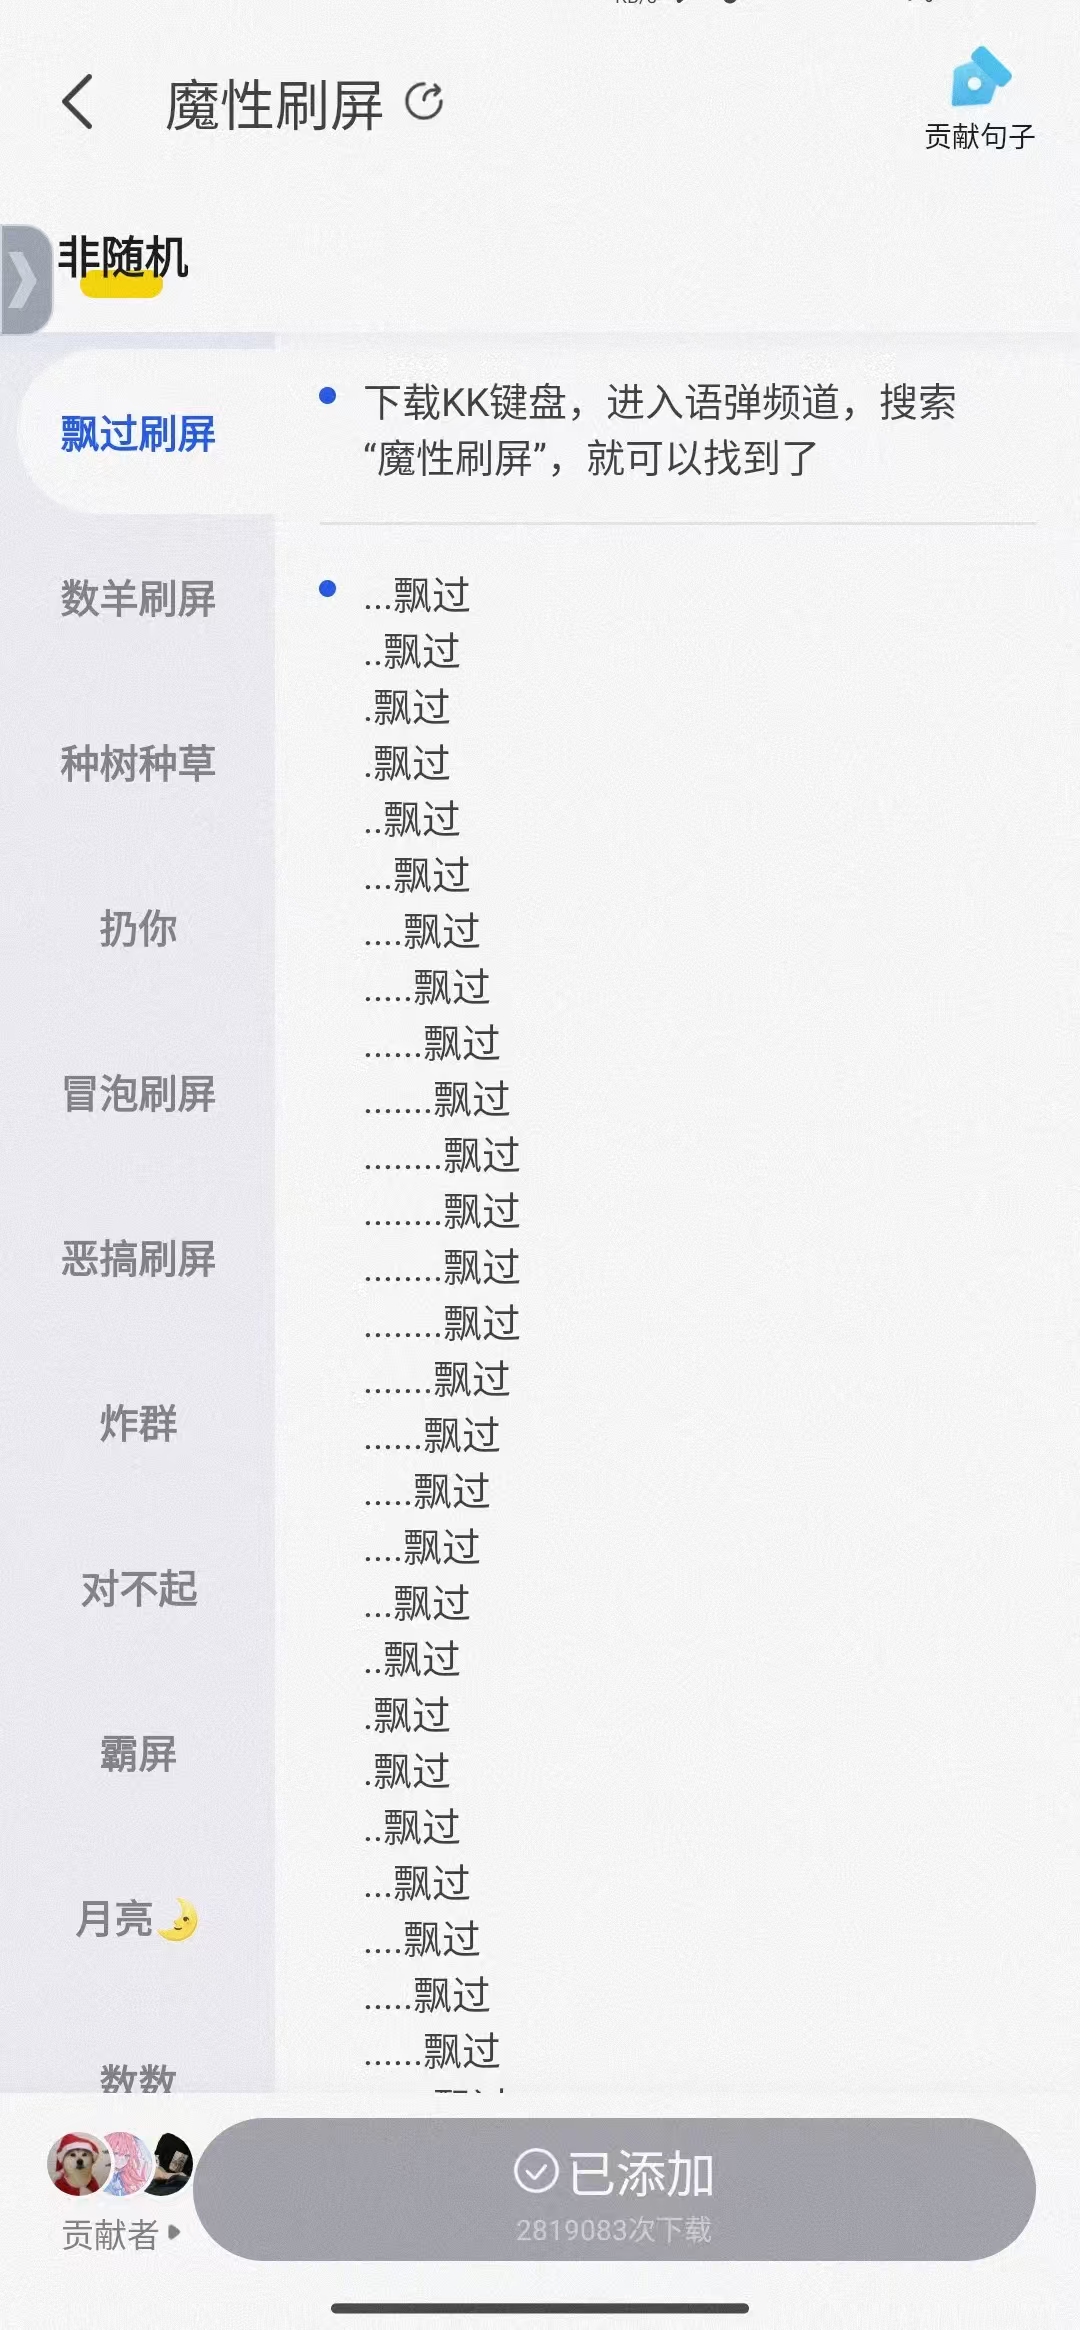 魔性刷屏
贡献句子
非随机
飘过刷屏
数羊刷屏
种树种草
扔你
冒泡刷屏
恶搞刷屏
炸群
对不起
霸屏
月亮🌛
数数
下载KK键盘，进入语弹频道，搜索
“魔性刷屏”，就可以找到了
...飘过
..飘过
.飘过
.飘过
..飘过
...飘过
....飘过
.....飘过
......飘过
.......飘过
........飘过
........飘过
........飘过
........飘过
.......飘过
......飘过
.....飘过
....飘过
...飘过
..飘过
.飘过
.飘过
..飘过
...飘过
....飘过
.....飘过
......飘过
贡献者
已添加
2819083次下载